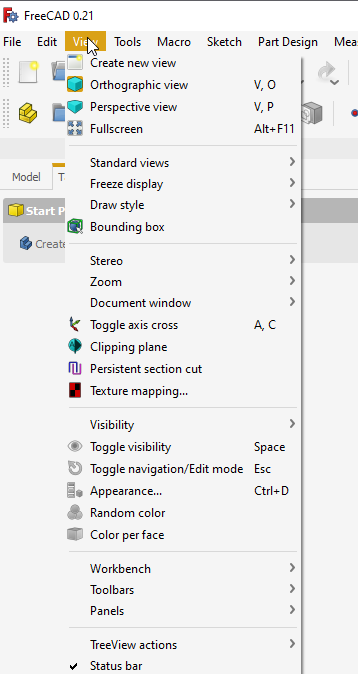 FreeCAD 0.21
File Edit View Tools Macro Sketch Part Design Mea
Create new view
Orthographic view V, O
Perspective view V, P
Fullscreen Alt+F11
Standard views
Model
Freeze display
Draw style
Start P
Bounding box
Create
Stereo
Zoom
Document window
Toggle axis cross A, C
Clipping plane
Persistent section cut
Texture mapping...
Visibility
Toggle visibility Space
Toggle navigation/Edit mode Esc
Appearance... Ctrl+D
Random color
Color per face
Workbench
Toolbars
Panels
TreeView actions
Status bar